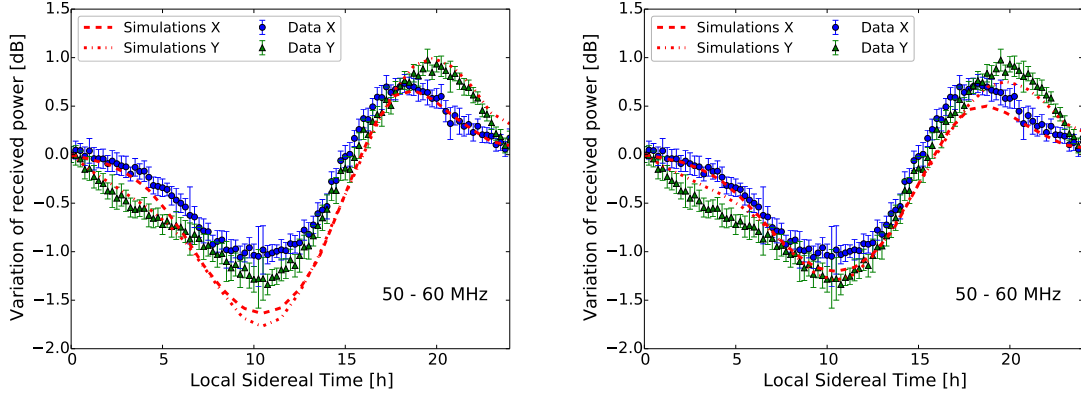 Variation of received power [dB]
1.5
1.0
0.5
0.0
−0.5
−1.0
−1.5
−2.0
Simulations X
Simulations Y
Data X
Data Y
50 - 60 MHz
0 5 10 15 20
Local Sidereal Time [h]
Variation of received power [dB]
1.5
1.0
0.5
0.0
−0.5
−1.0
−1.5
−2.0
Simulations X
Simulations Y
Data X
Data Y
50 - 60 MHz
0 5 10 15 20
Local Sidereal Time [h]